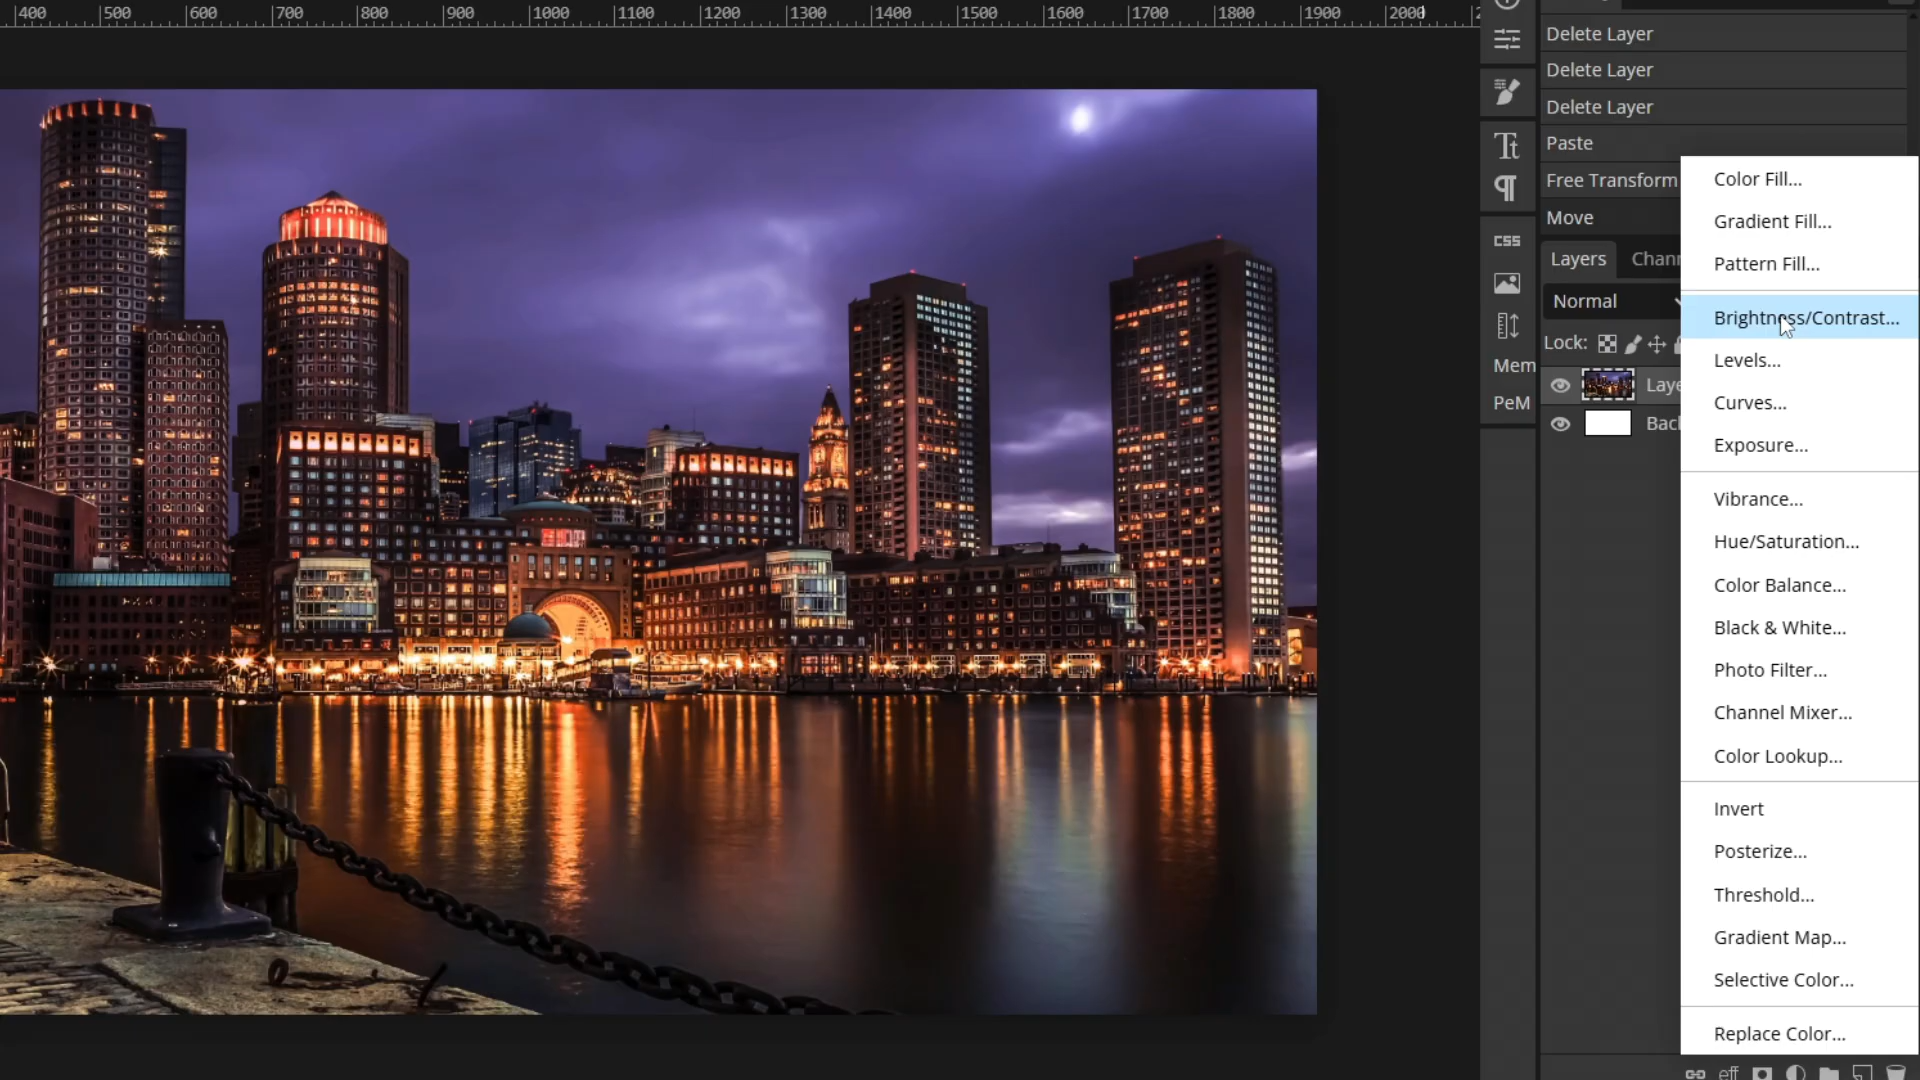 400 500 600 700 800 900 1000 1100 1200 1300 1400 1500 1600 1700 1800 1900 2000
Delete Layer
Delete Layer
Delete Layer
Paste
Free Transform
Move
Layers Chann
Normal
Lock:
Laye
Back
CSS
Mem
PeM
Color Fill...
Gradient Fill...
Pattern Fill...
Brightness/Contrast...
Levels...
Curves...
Exposure...
Vibrance...
Hue/Saturation...
Color Balance...
Black & White...
Photo Filter...
Channel Mixer...
Color Lookup...
Invert
Posterize...
Threshold...
Gradient Map...
Selective Color...
Replace Color...
eff